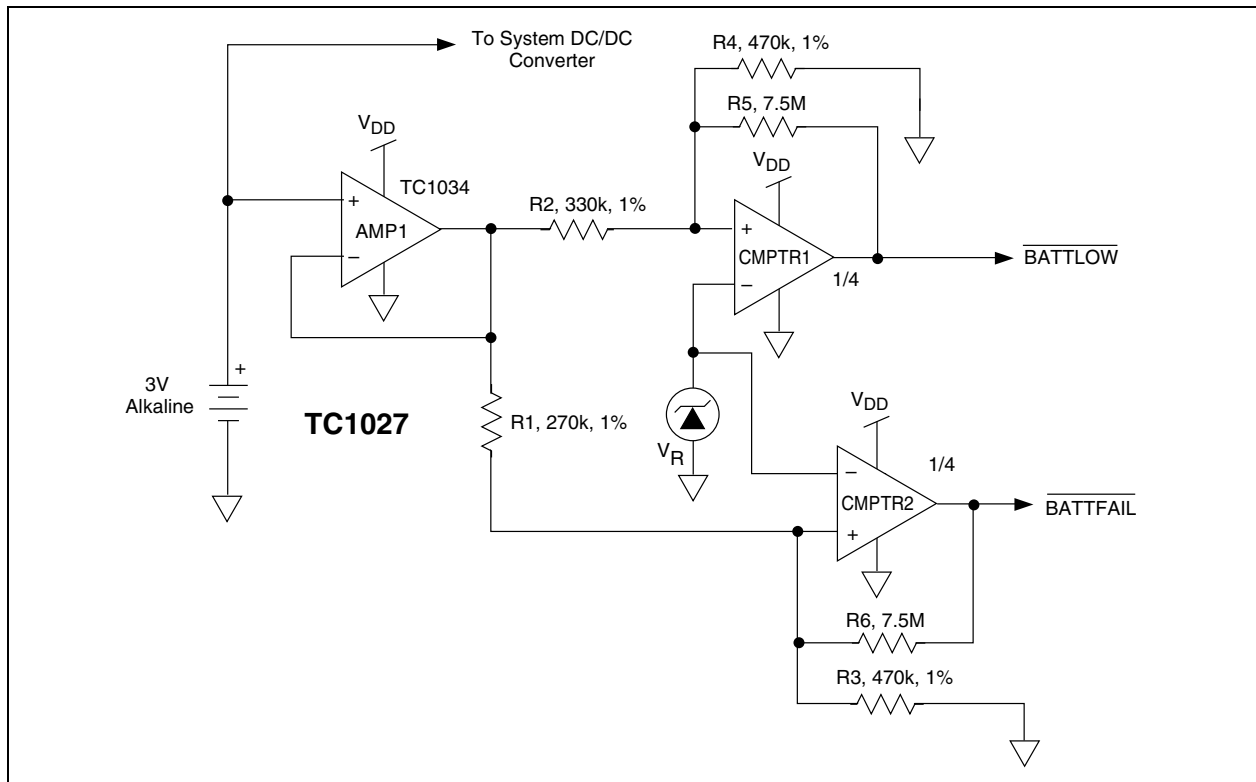 To System DC/DC
Converter
R4, 470k, 1%
R5, 7.5M
VDD
TC1034
+
AMP1
–
R2, 330k, 1%
VDD
+
CMPTR1
–
1/4
BATTLOW
3V
Alkaline
+
TC1027
R1, 270k, 1%
VR
VDD
1/4
–
CMPTR2
+
BATTFAIL
R6, 7.5M
R3, 470k, 1%